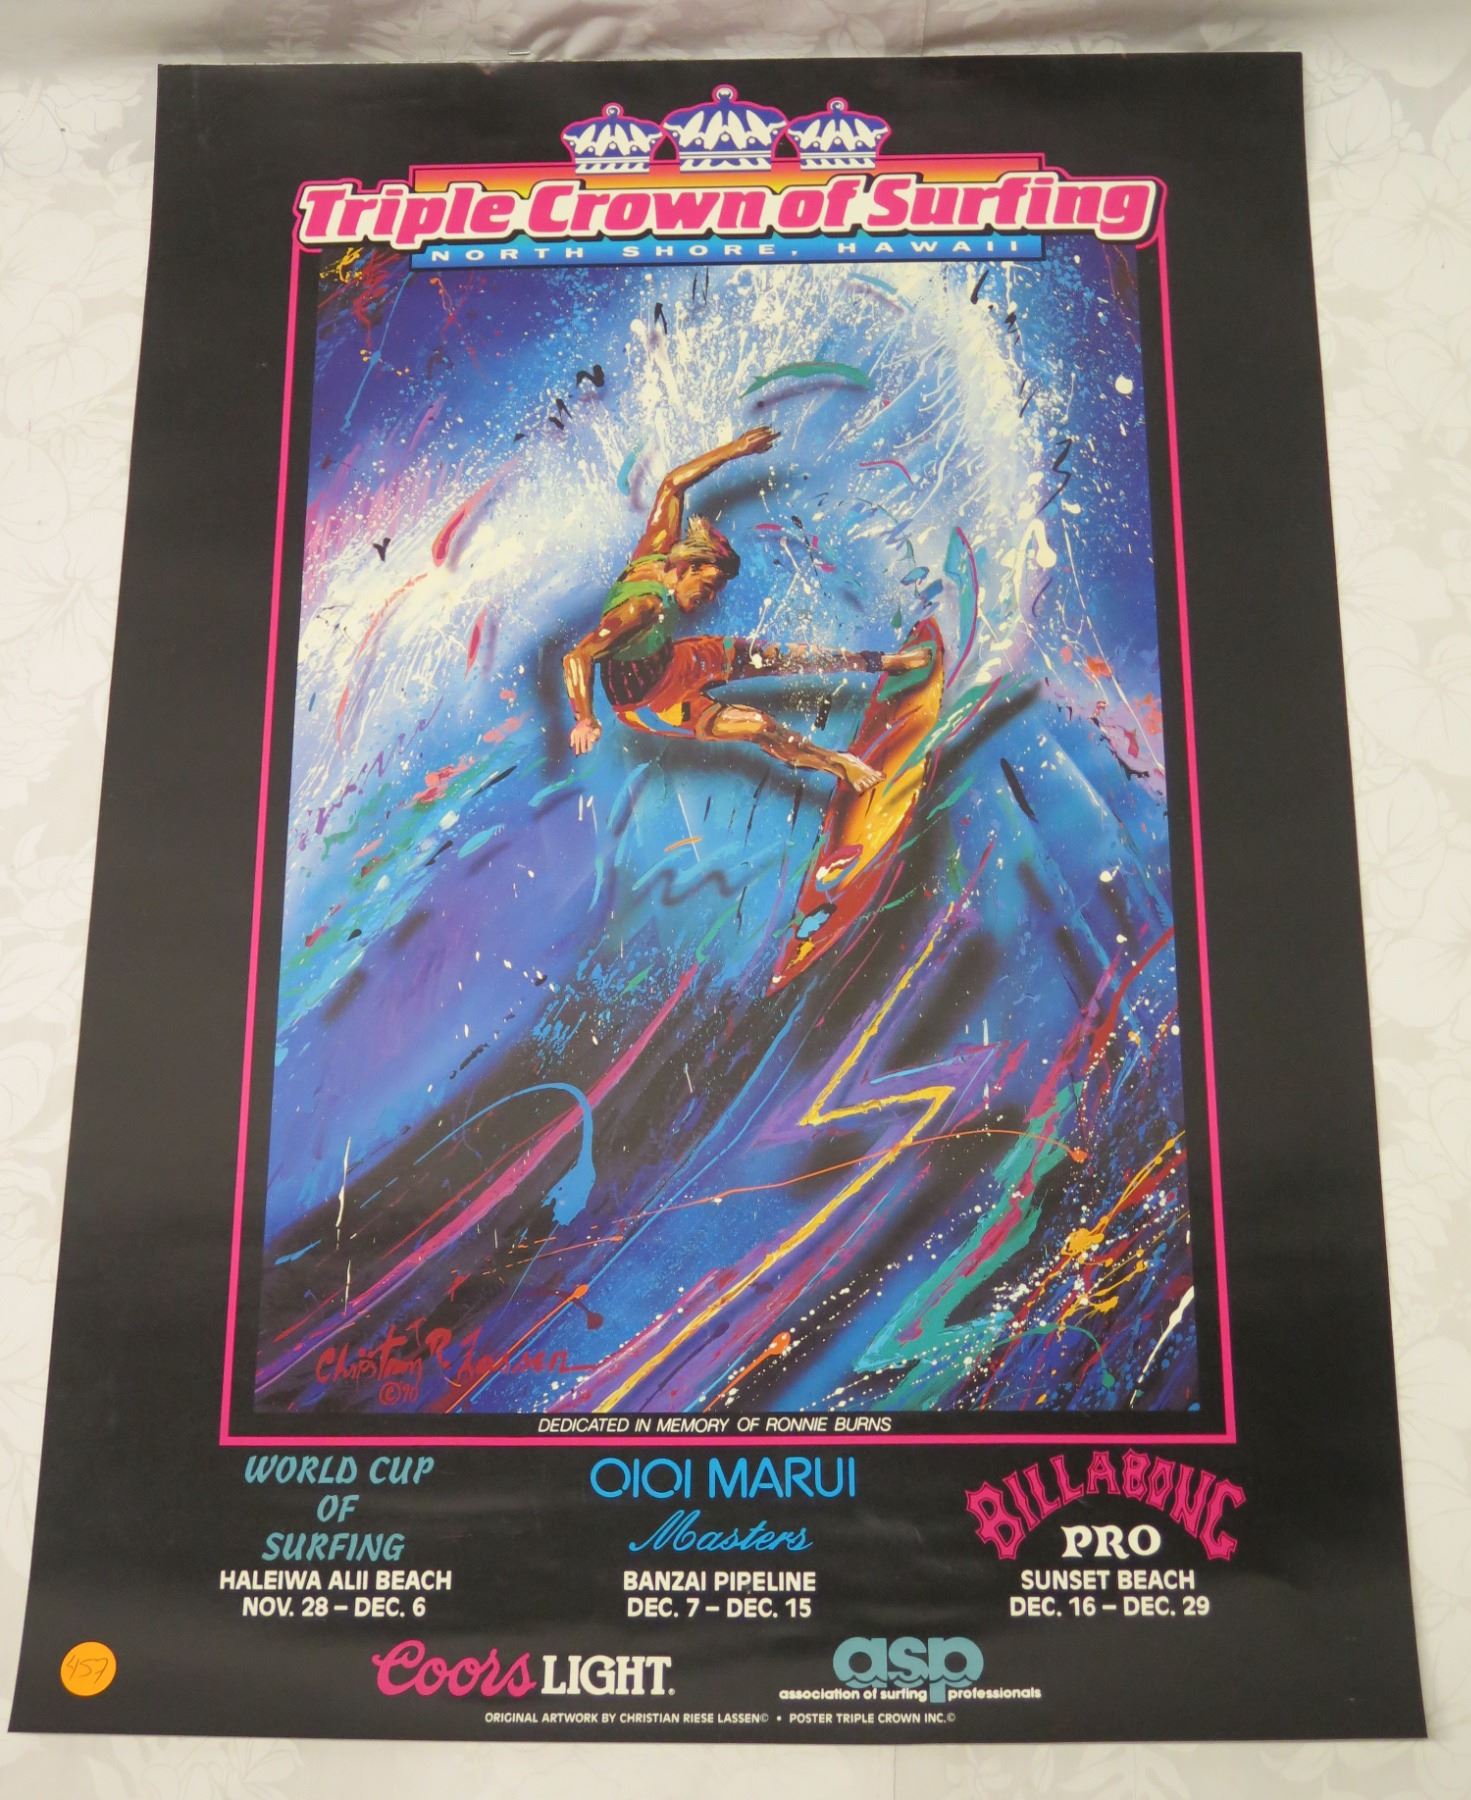 Triple Crown of Surfing
NORTH SHORE, HAWAII
Christian R Lassen
©90
DEDICATED IN MEMORY OF RONNIE BURNS
WORLD CUP
OF
SURFING
HALEIWA ALII BEACH
NOV. 28 – DEC. 6
OIOI MARUI
Masters
BANZAI PIPELINE
DEC. 7 – DEC. 15
BILLABONG
PRO
SUNSET BEACH
DEC. 16 – DEC. 29
457
Coors LIGHT.
asp
association of surfing professionals
ORIGINAL ARTWORK BY CHRISTIAN RIESE LASSEN© • POSTER TRIPLE CROWN INC.©